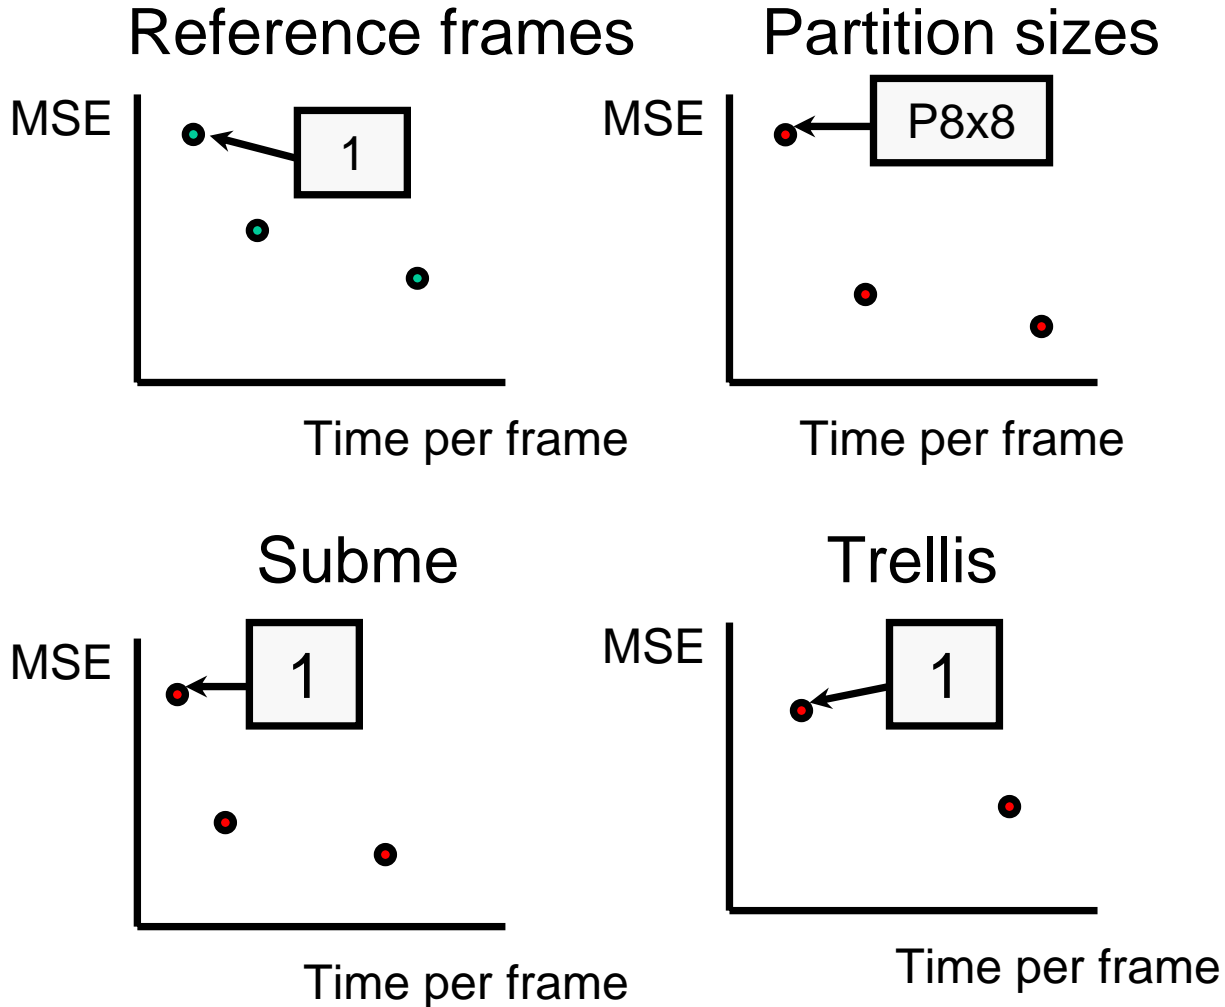 Reference frames
MSE
1
Time per frame
Partition sizes
MSE
P8x8
Time per frame
Subme
MSE
1
Time per frame
Trellis
MSE
1
Time per frame